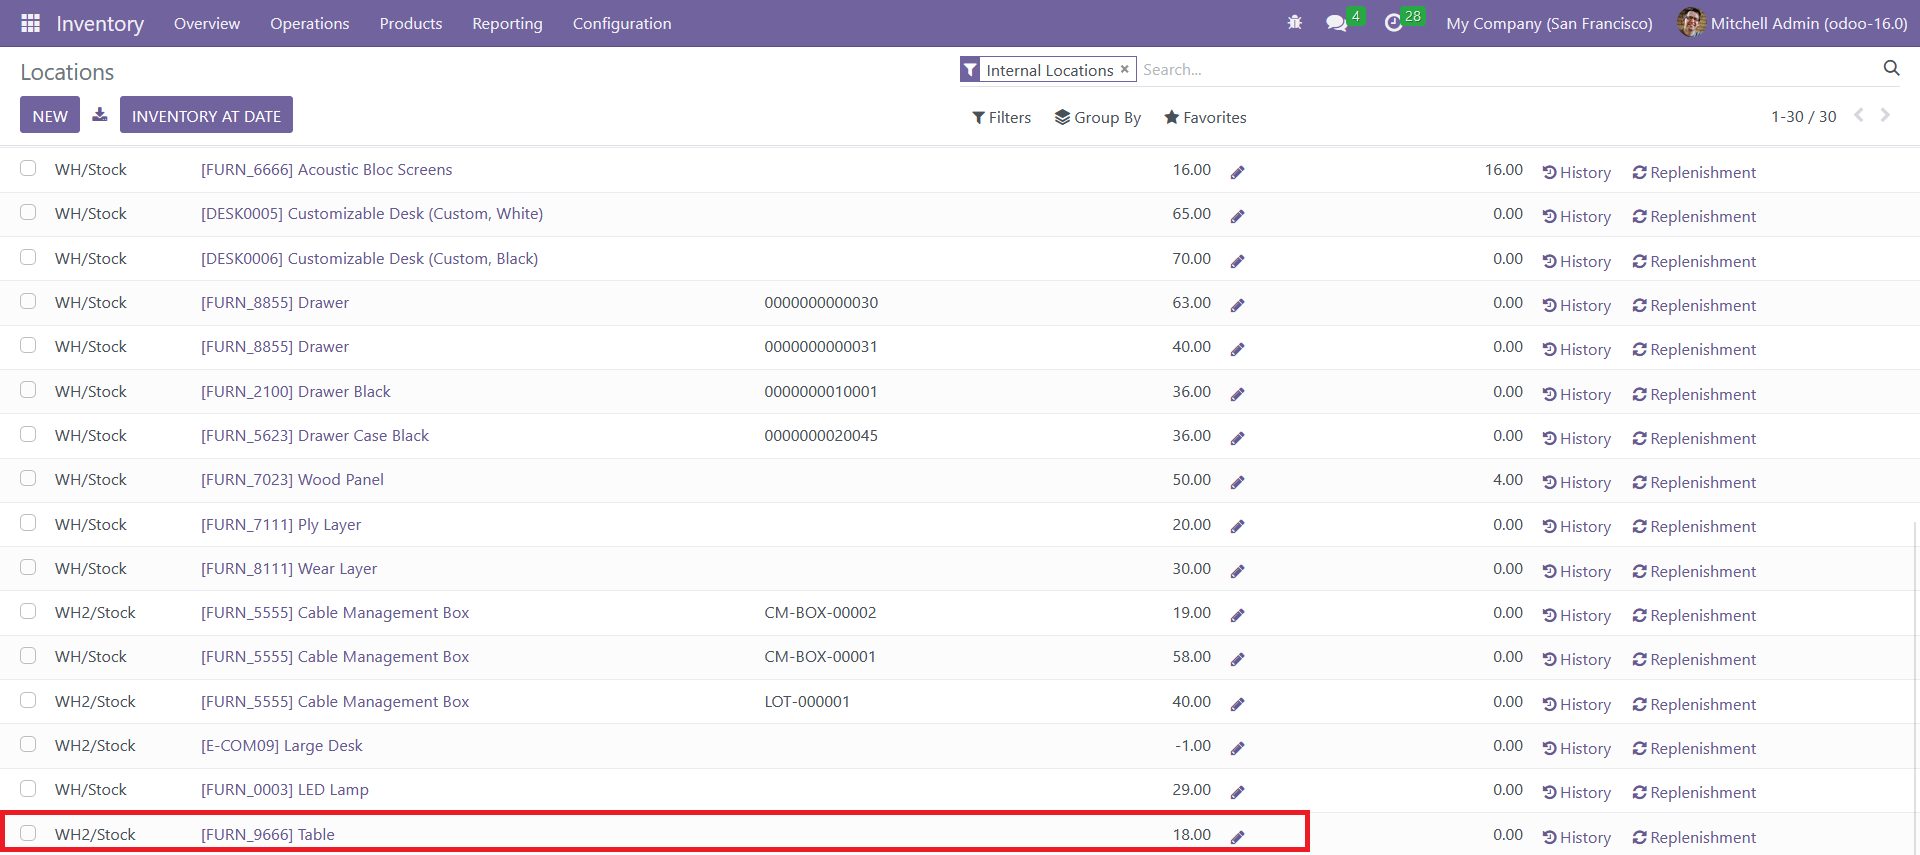 Inventory Overview Operations Products Reporting Configuration 4 28 My Company (San Francisco) Mitchell Admin (odoo-16.0)
Locations Internal Locations × Search...
NEW INVENTORY AT DATE Filters Group By Favorites 1-30 / 30
WH/Stock [FURN_6666] Acoustic Bloc Screens 16.00 16.00 History Replenishment
WH/Stock [DESK0005] Customizable Desk (Custom, White) 65.00 0.00 History Replenishment
WH/Stock [DESK0006] Customizable Desk (Custom, Black) 70.00 0.00 History Replenishment
WH/Stock [FURN_8855] Drawer 0000000000030 63.00 0.00 History Replenishment
WH/Stock [FURN_8855] Drawer 0000000000031 40.00 0.00 History Replenishment
WH/Stock [FURN_2100] Drawer Black 0000000010001 36.00 0.00 History Replenishment
WH/Stock [FURN_5623] Drawer Case Black 0000000020045 36.00 0.00 History Replenishment
WH/Stock [FURN_7023] Wood Panel 50.00 4.00 History Replenishment
WH/Stock [FURN_7111] Ply Layer 20.00 0.00 History Replenishment
WH/Stock [FURN_8111] Wear Layer 30.00 0.00 History Replenishment
WH2/Stock [FURN_5555] Cable Management Box CM-BOX-00002 19.00 0.00 History Replenishment
WH/Stock [FURN_5555] Cable Management Box CM-BOX-00001 58.00 0.00 History Replenishment
WH2/Stock [FURN_5555] Cable Management Box LOT-000001 40.00 0.00 History Replenishment
WH2/Stock [E-COM09] Large Desk -1.00 0.00 History Replenishment
WH/Stock [FURN_0003] LED Lamp 29.00 0.00 History Replenishment
WH2/Stock [FURN_9666] Table 18.00 0.00 History Replenishment